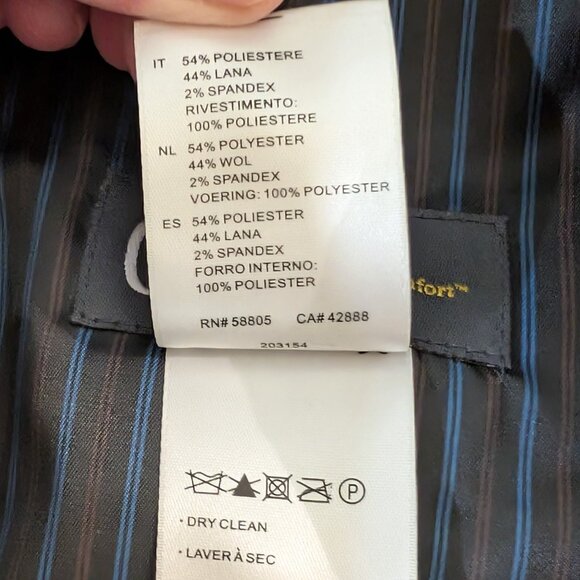 IT 54% POLIESTERE
44% LANA
2% SPANDEX
RIVESTIMENTO:
100% POLIESTERE
NL 54% POLYESTER
44% WOL
2% SPANDEX
VOERING: 100% POLYESTER
ES 54% POLIESTER
44% LANA
2% SPANDEX
FORRO INTERNO:
100% POLIESTER
RN# 58805 CA# 42888
203154
P
· DRY CLEAN
· LAVER À SEC